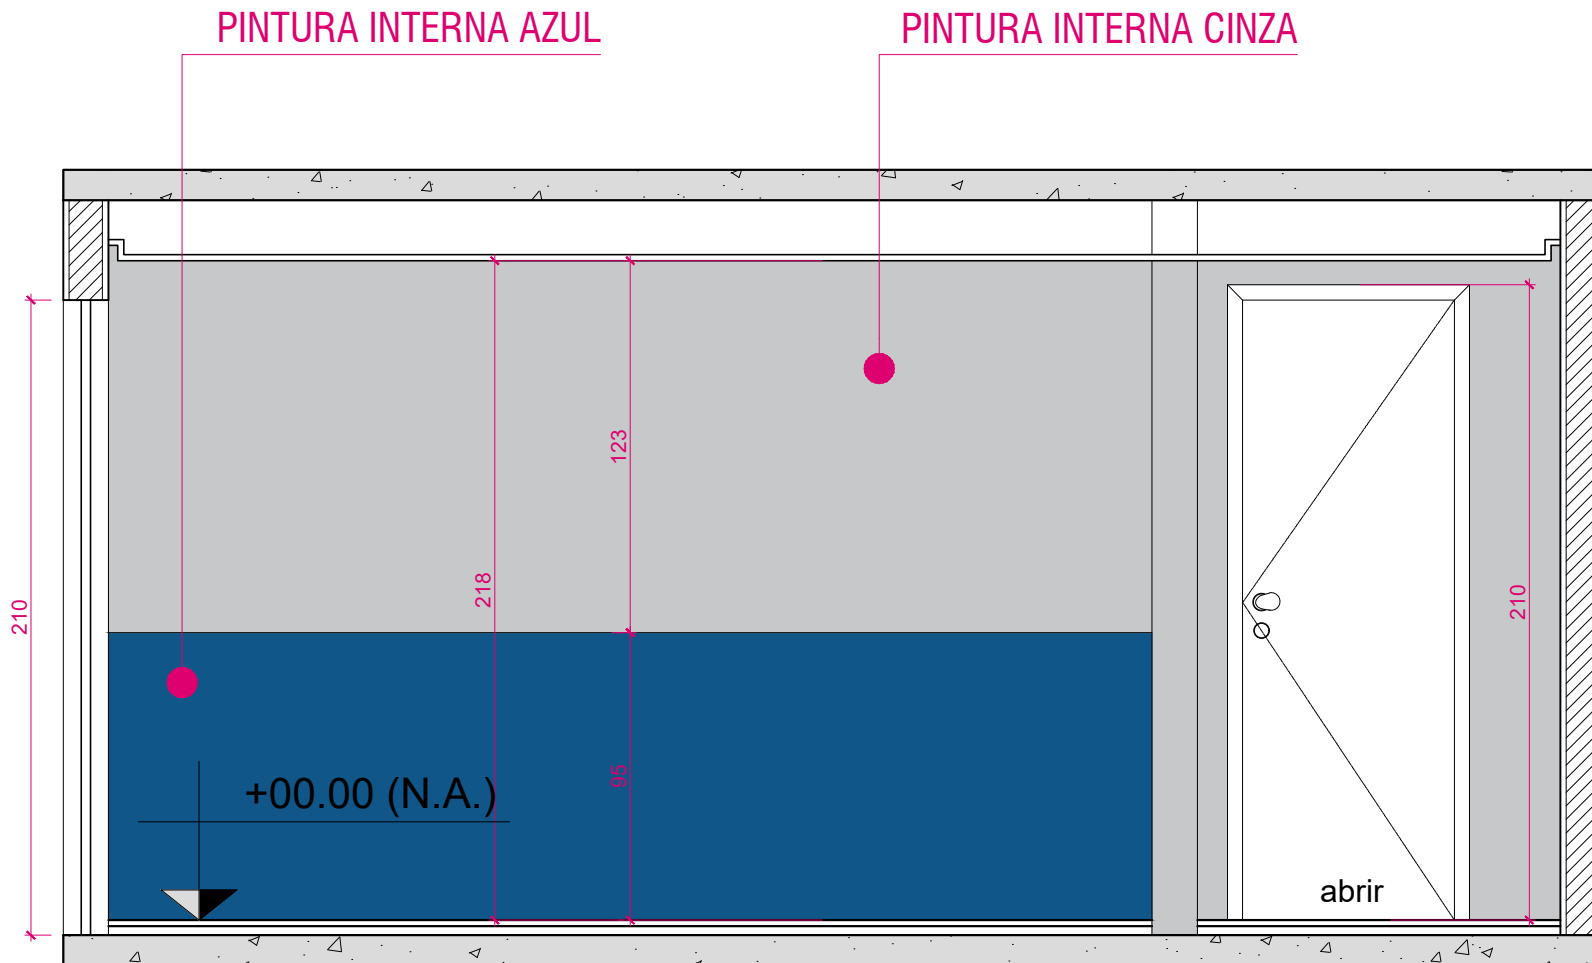 PINTURA INTERNA AZUL
PINTURA INTERNA CINZA
123
218
210
210
95
+00.00 (N.A.)
abrir